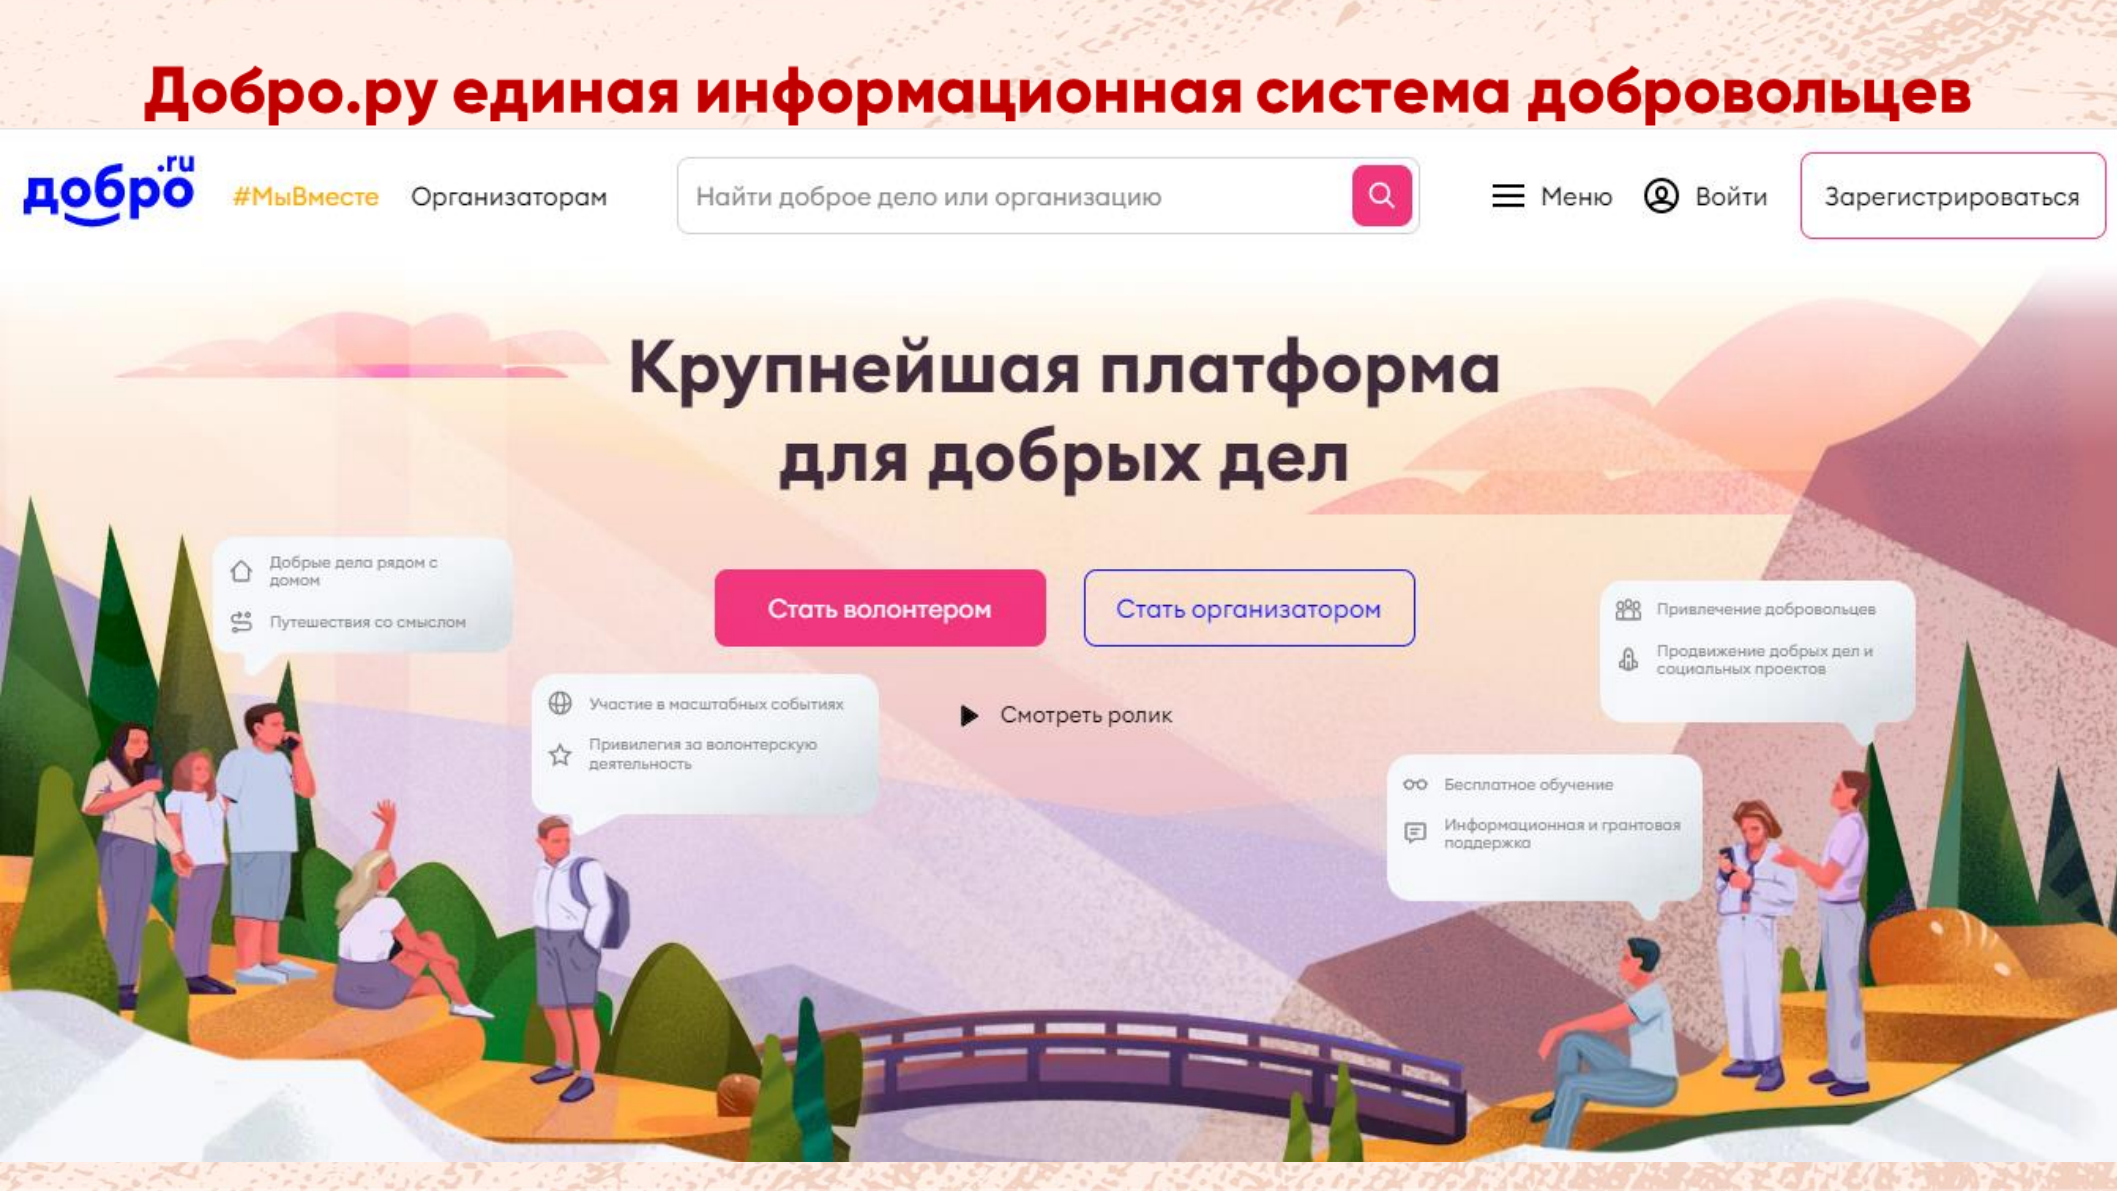 Добро.ру единая информационная система добровольцев
добро.ru
#МыВместе
Организаторам
Найти доброе дело или организацию
Меню
Войти
Зарегистрироваться
Крупнейшая платформа
для добрых дел
Добрые дела рядом с
домом
Путешествия со смыслом
Стать волонтером
Стать организатором
Привлечение добровольцев
Продвижение добрых дел и
социальных проектов
Участие в масштабных событиях
Привилегия за волонтерскую
деятельность
Смотреть ролик
Бесплатное обучение
Информационная и грантовая
поддержка